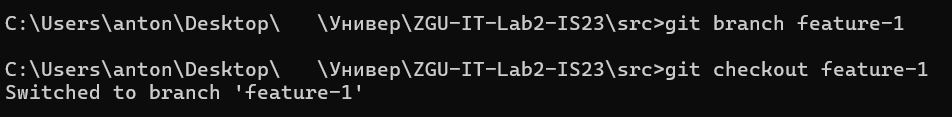 C:\Users\anton\Desktop\   \Универ\ZGU-IT-Lab2-IS23\src>git branch feature-1
C:\Users\anton\Desktop\   \Универ\ZGU-IT-Lab2-IS23\src>git checkout feature-1
Switched to branch 'feature-1'